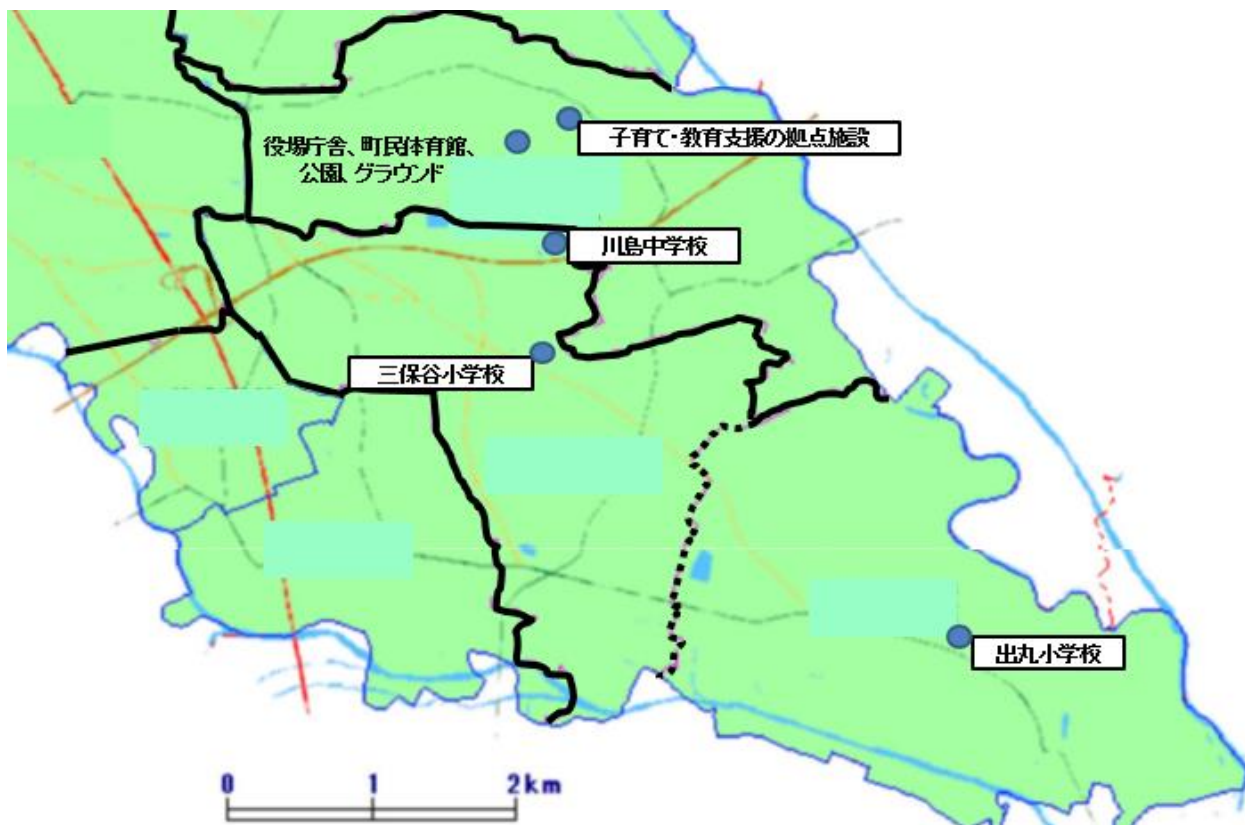 子育て・教育支援の拠点施設
役場庁舎、町民体育館、
公園、グラウンド
川島中学校
三保谷小学校
出丸小学校
0 1 2km